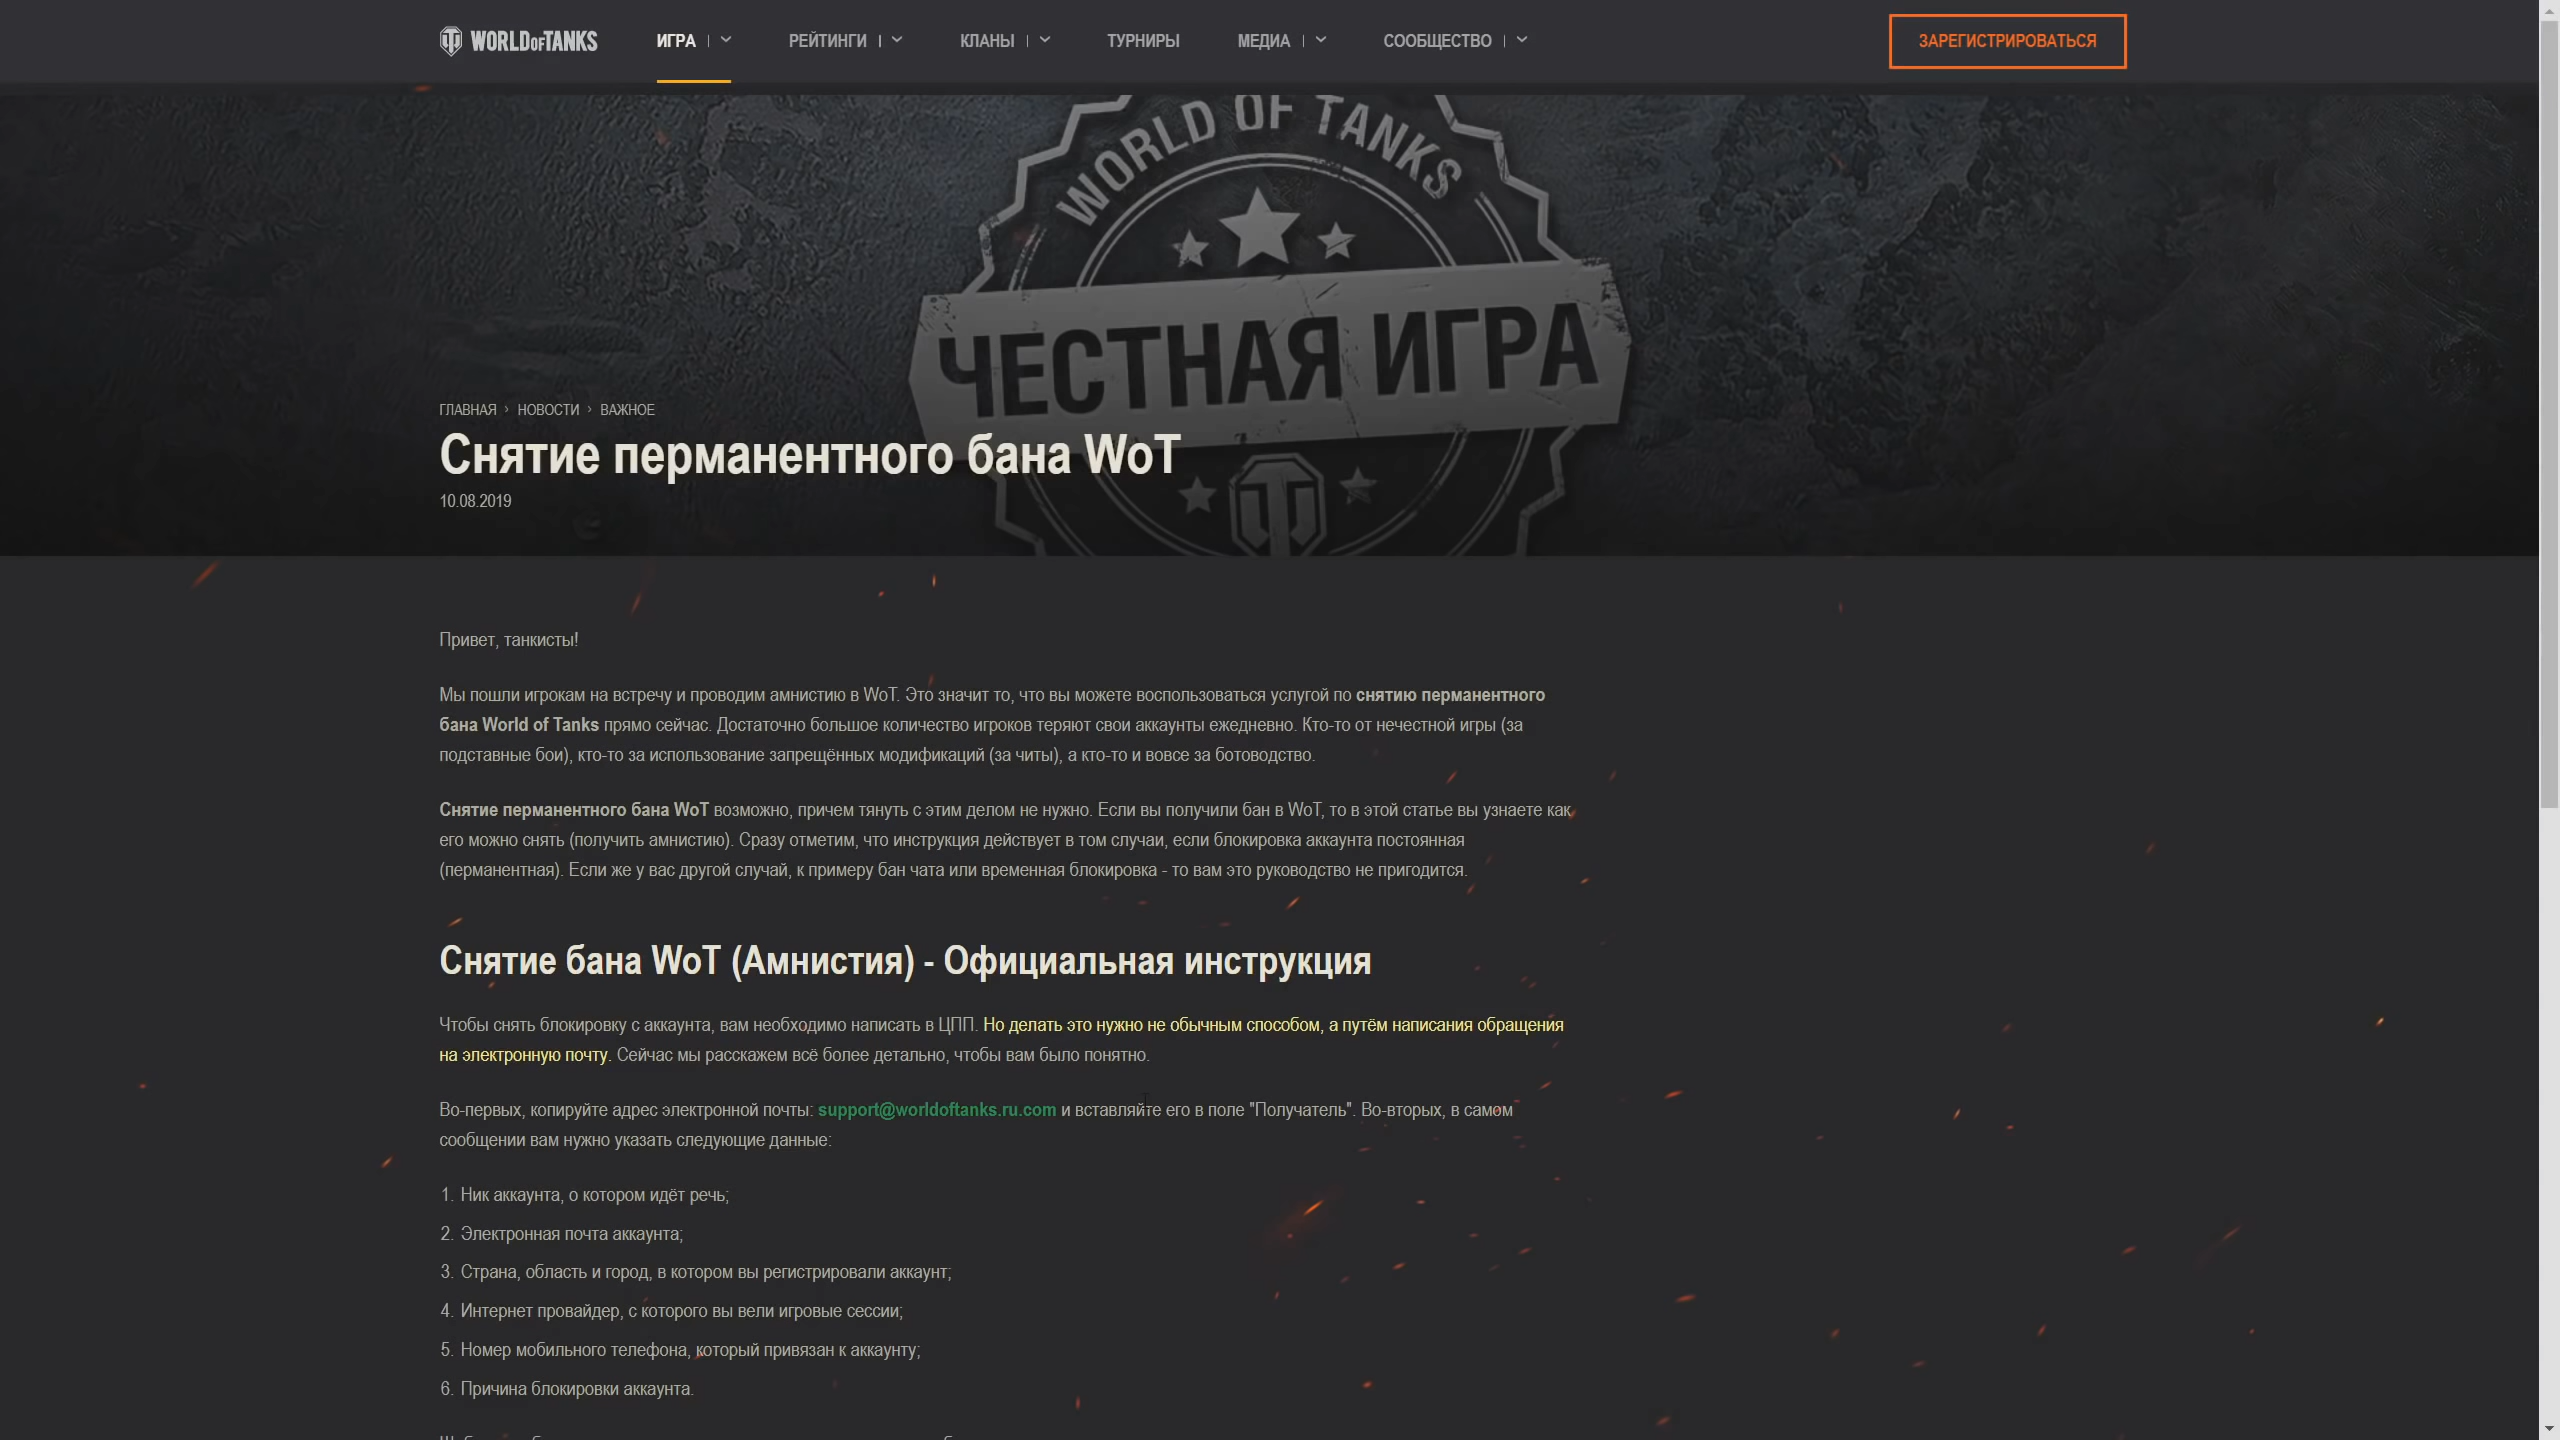 WORLD OF TANKS
ИГРА
РЕЙТИНГИ
КЛАНЫ
ТУРНИРЫ
МЕДИА
СООБЩЕСТВО
ЗАРЕГИСТРИРОВАТЬСЯ
WORLD OF TANKS
ЧЕСТНАЯ ИГРА
ГЛАВНАЯ › НОВОСТИ › ВАЖНОЕ
Снятие перманентного бана WoT
10.08.2019
Привет, танкисты!
Мы пошли игрокам на встречу и проводим амнистию в WoT. Это значит то, что вы можете воспользоваться услугой по снятию перманентного
бана World of Tanks прямо сейчас. Достаточно большое количество игроков теряют свои аккаунты ежедневно. Кто-то от нечестной игры (за
подставные бои), кто-то за использование запрещённых модификаций (за читы), а кто-то и вовсе за ботоводство.
Снятие перманентного бана WoT возможно, причем тянуть с этим делом не нужно. Если вы получили бан в WoT, то в этой статье вы узнаете как
его можно снять (получить амнистию). Сразу отметим, что инструкция действует в том случаи, если блокировка аккаунта постоянная
(перманентная). Если же у вас другой случай, к примеру бан чата или временная блокировка - то вам это руководство не пригодится.
Снятие бана WoT (Амнистия) - Официальная инструкция
Чтобы снять блокировку с аккаунта, вам необходимо написать в ЦПП. Но делать это нужно не обычным способом, а путём написания обращения
на электронную почту. Сейчас мы расскажем всё более детально, чтобы вам было понятно.
Во-первых, копируйте адрес электронной почты: support@worldoftanks.ru.com и вставляйте его в поле "Получатель". Во-вторых, в самом
сообщении вам нужно указать следующие данные:
1. Ник аккаунта, о котором идёт речь;
2. Электронная почта аккаунта;
3. Страна, область и город, в котором вы регистрировали аккаунт;
4. Интернет провайдер, с которого вы вели игровые сессии;
5. Номер мобильного телефона, который привязан к аккаунту;
6. Причина блокировки аккаунта.